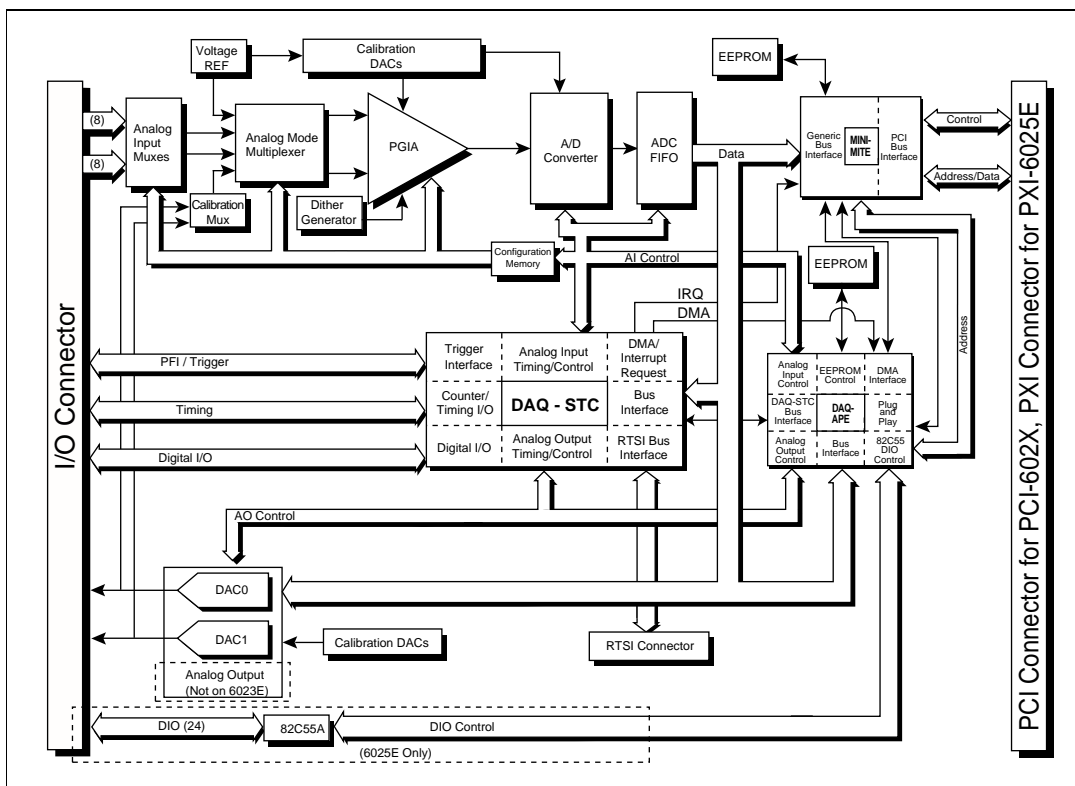 Voltage
REF
Calibration
DACs
EEPROM
(8)
(8)
Analog
Input
Muxes
Analog Mode
Multiplexer
PGIA
A/D
Converter
ADC
FIFO
Data
Generic
Bus
Interface
MINI-
MITE
PCI
Bus
Interface
Control
Address/Data
Calibration
Mux
Dither
Generator
Configuration
Memory
AI Control
EEPROM
IRQ
DMA
Address
I/O Connector
PCI Connector for PCI-602X, PXI Connector for PXI-6025E
PFI / Trigger
Timing
Digital I/O
Trigger
Interface
Analog Input
Timing/Control
DMA/
Interrupt
Request
Counter/
Timing I/O
DAQ - STC
Bus
Interface
Digital I/O
Analog Output
Timing/Control
RTSI Bus
Interface
Analog
Input
Control
EEPROM
Control
DMA
Interface
DAQ-STC
Bus
Interface
DAQ-
APE
Plug
and
Play
Analog
Output
Control
Bus
Interface
82C55
DIO
Control
AO Control
DAC0
DAC1
Calibration DACs
RTSI Connector
Analog Output
(Not on 6023E)
DIO (24)
82C55A
DIO Control
(6025E Only)